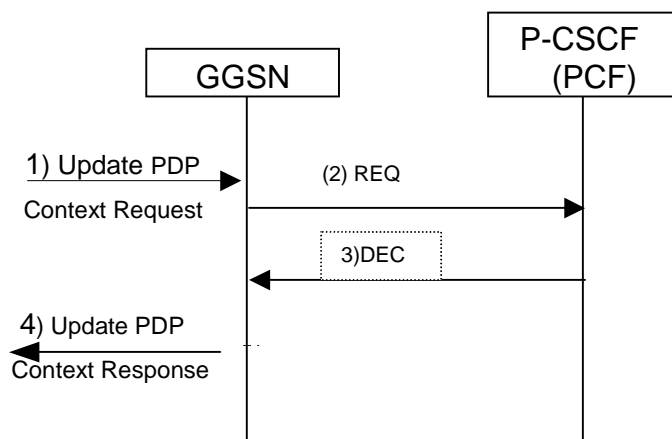 P-CSCF
(PCF)
GGSN
1) Update PDP
Context Request
(2) REQ
3)DEC
4) Update PDP
Context Response